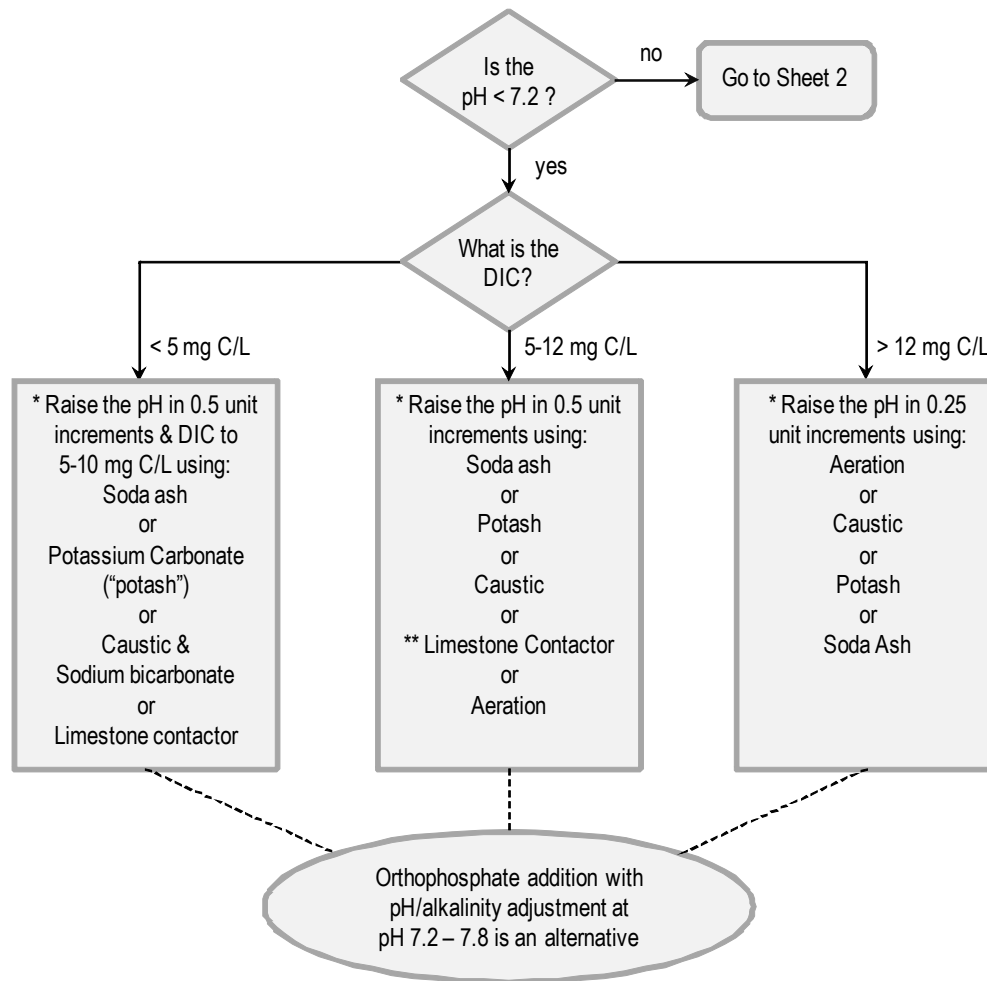 Is the
pH < 7.2 ?
no
Go to Sheet 2
yes
What is the
DIC?
< 5 mg C/L
5-12 mg C/L
> 12 mg C/L
* Raise the pH in 0.5 unit
increments & DIC to
5-10 mg C/L using:
Soda ash
or
Potassium Carbonate
(“potash”)
or
Caustic &
Sodium bicarbonate
or
Limestone contactor
* Raise the pH in 0.5 unit
increments using:
Soda ash
or
Potash
or
Caustic
or
** Limestone Contactor
or
Aeration
* Raise the pH in 0.25
unit increments using:
Aeration
or
Caustic
or
Potash
or
Soda Ash
Orthophosphate addition with
pH/alkalinity adjustment at
pH 7.2 – 7.8 is an alternative